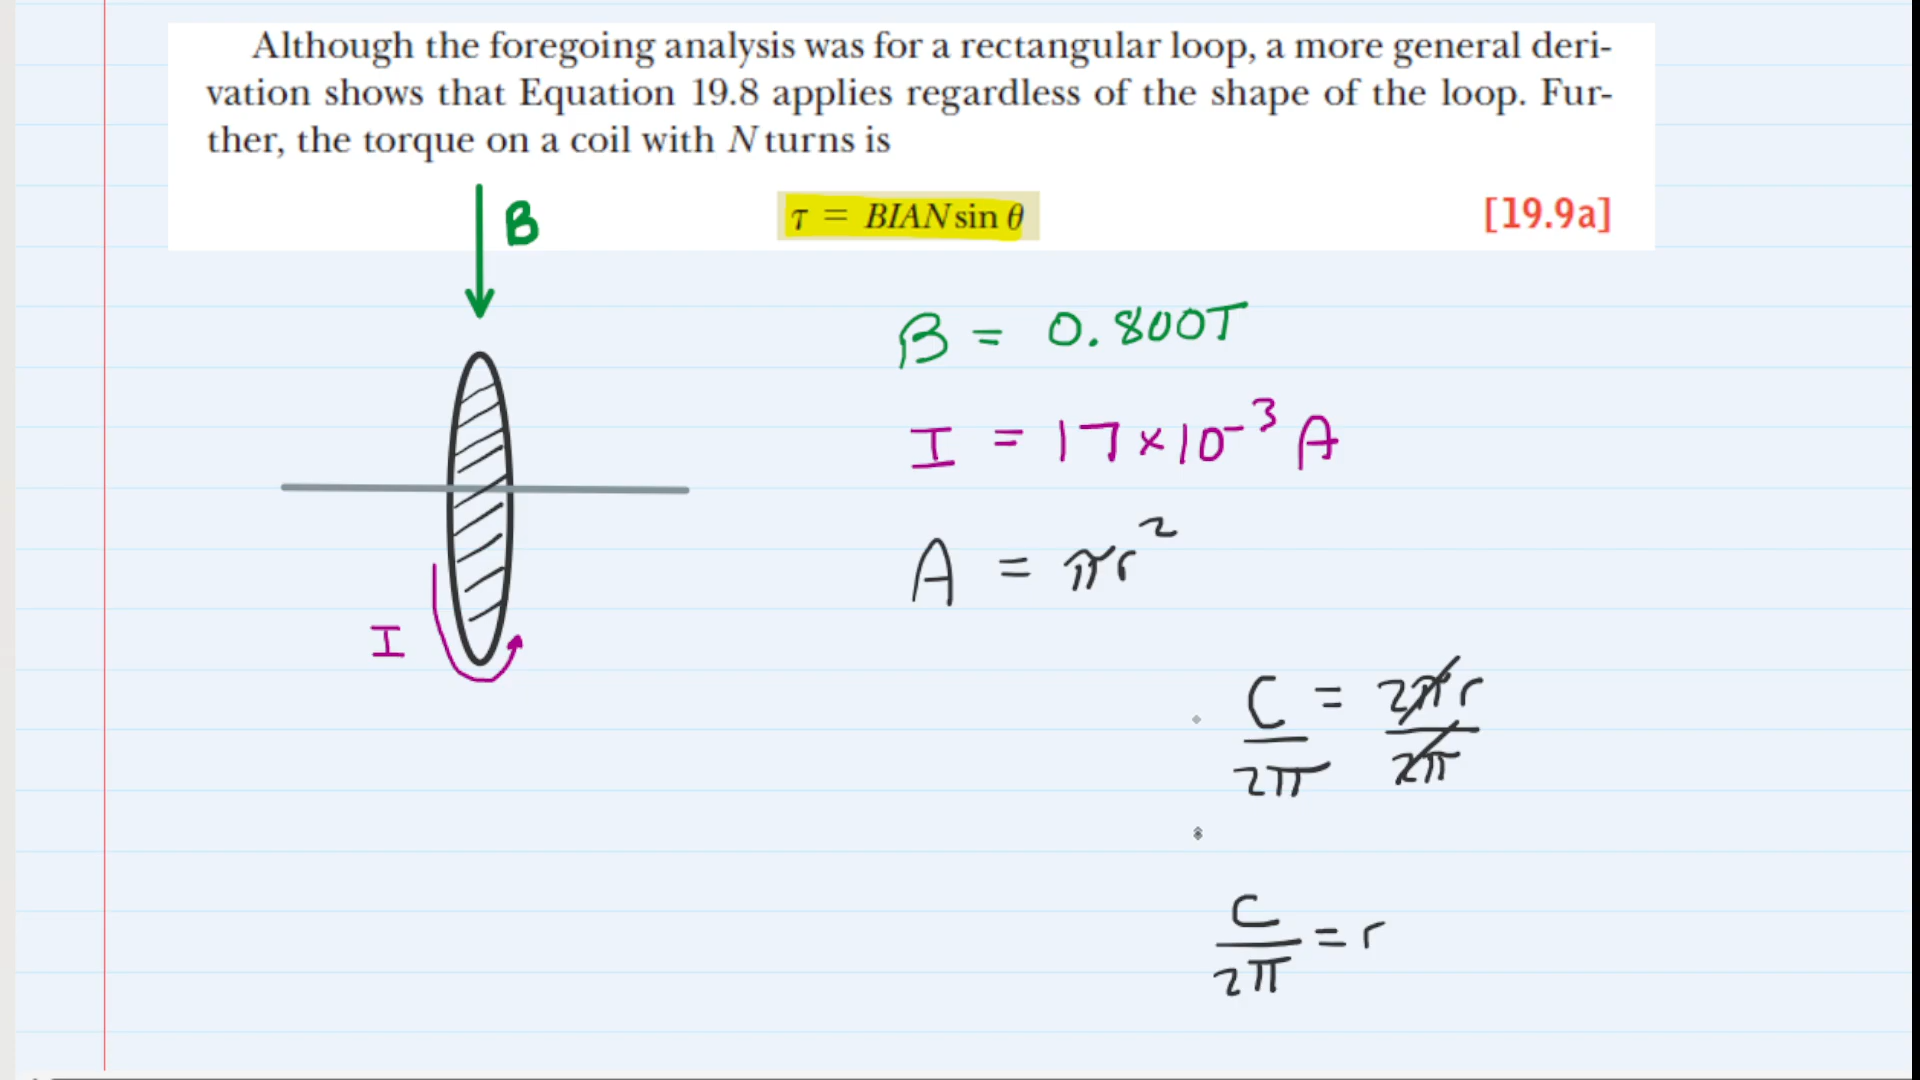 Although the foregoing analysis was for a rectangular loop, a more general deri-
vation shows that Equation 19.8 applies regardless of the shape of the loop. Fur-
ther, the torque on a coil with N turns is
B
τ = BIAN sin θ
[19.9a]
B = 0.800T
I = 17×10⁻³ A
A = πr²
I
C/2π = 2πr/2π
C/2π = r